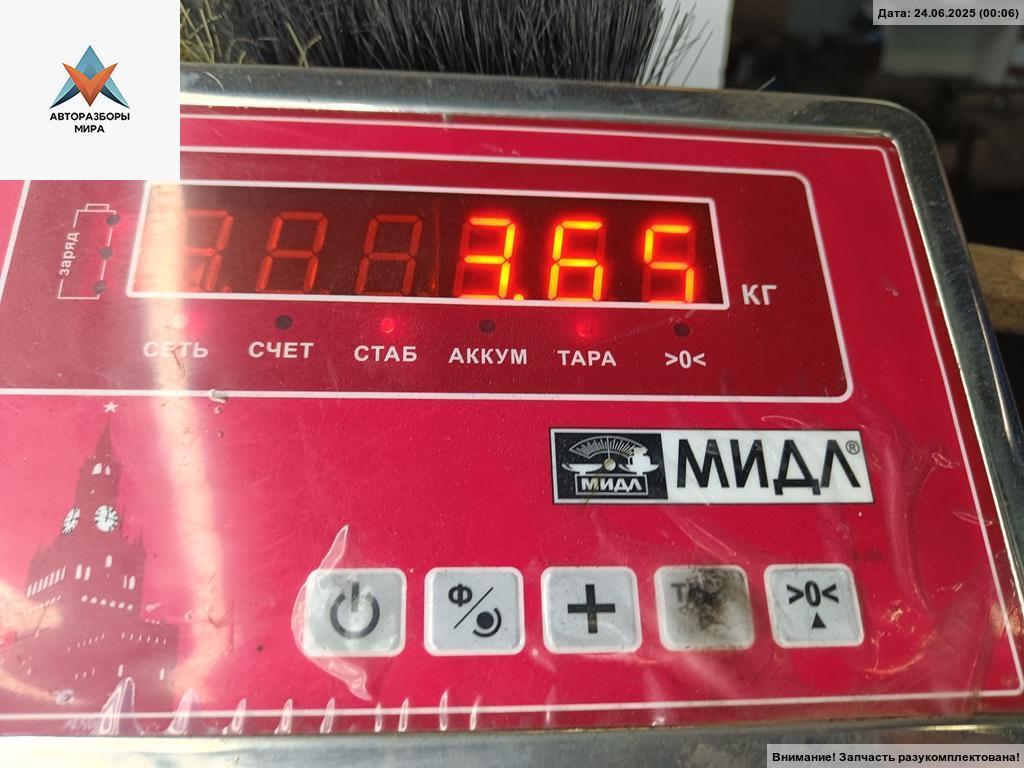 Дата: 24.06.2025 (00:06)
АВТОРАЗБОРЫ
МИРА
заряд
3.65
КГ
СЕТЬ СЧЕТ СТАБ АККУМ ТАРА >0<
МИДЛ МИДЛ®
Ф >0<
Внимание! Запчасть разукомплектована!